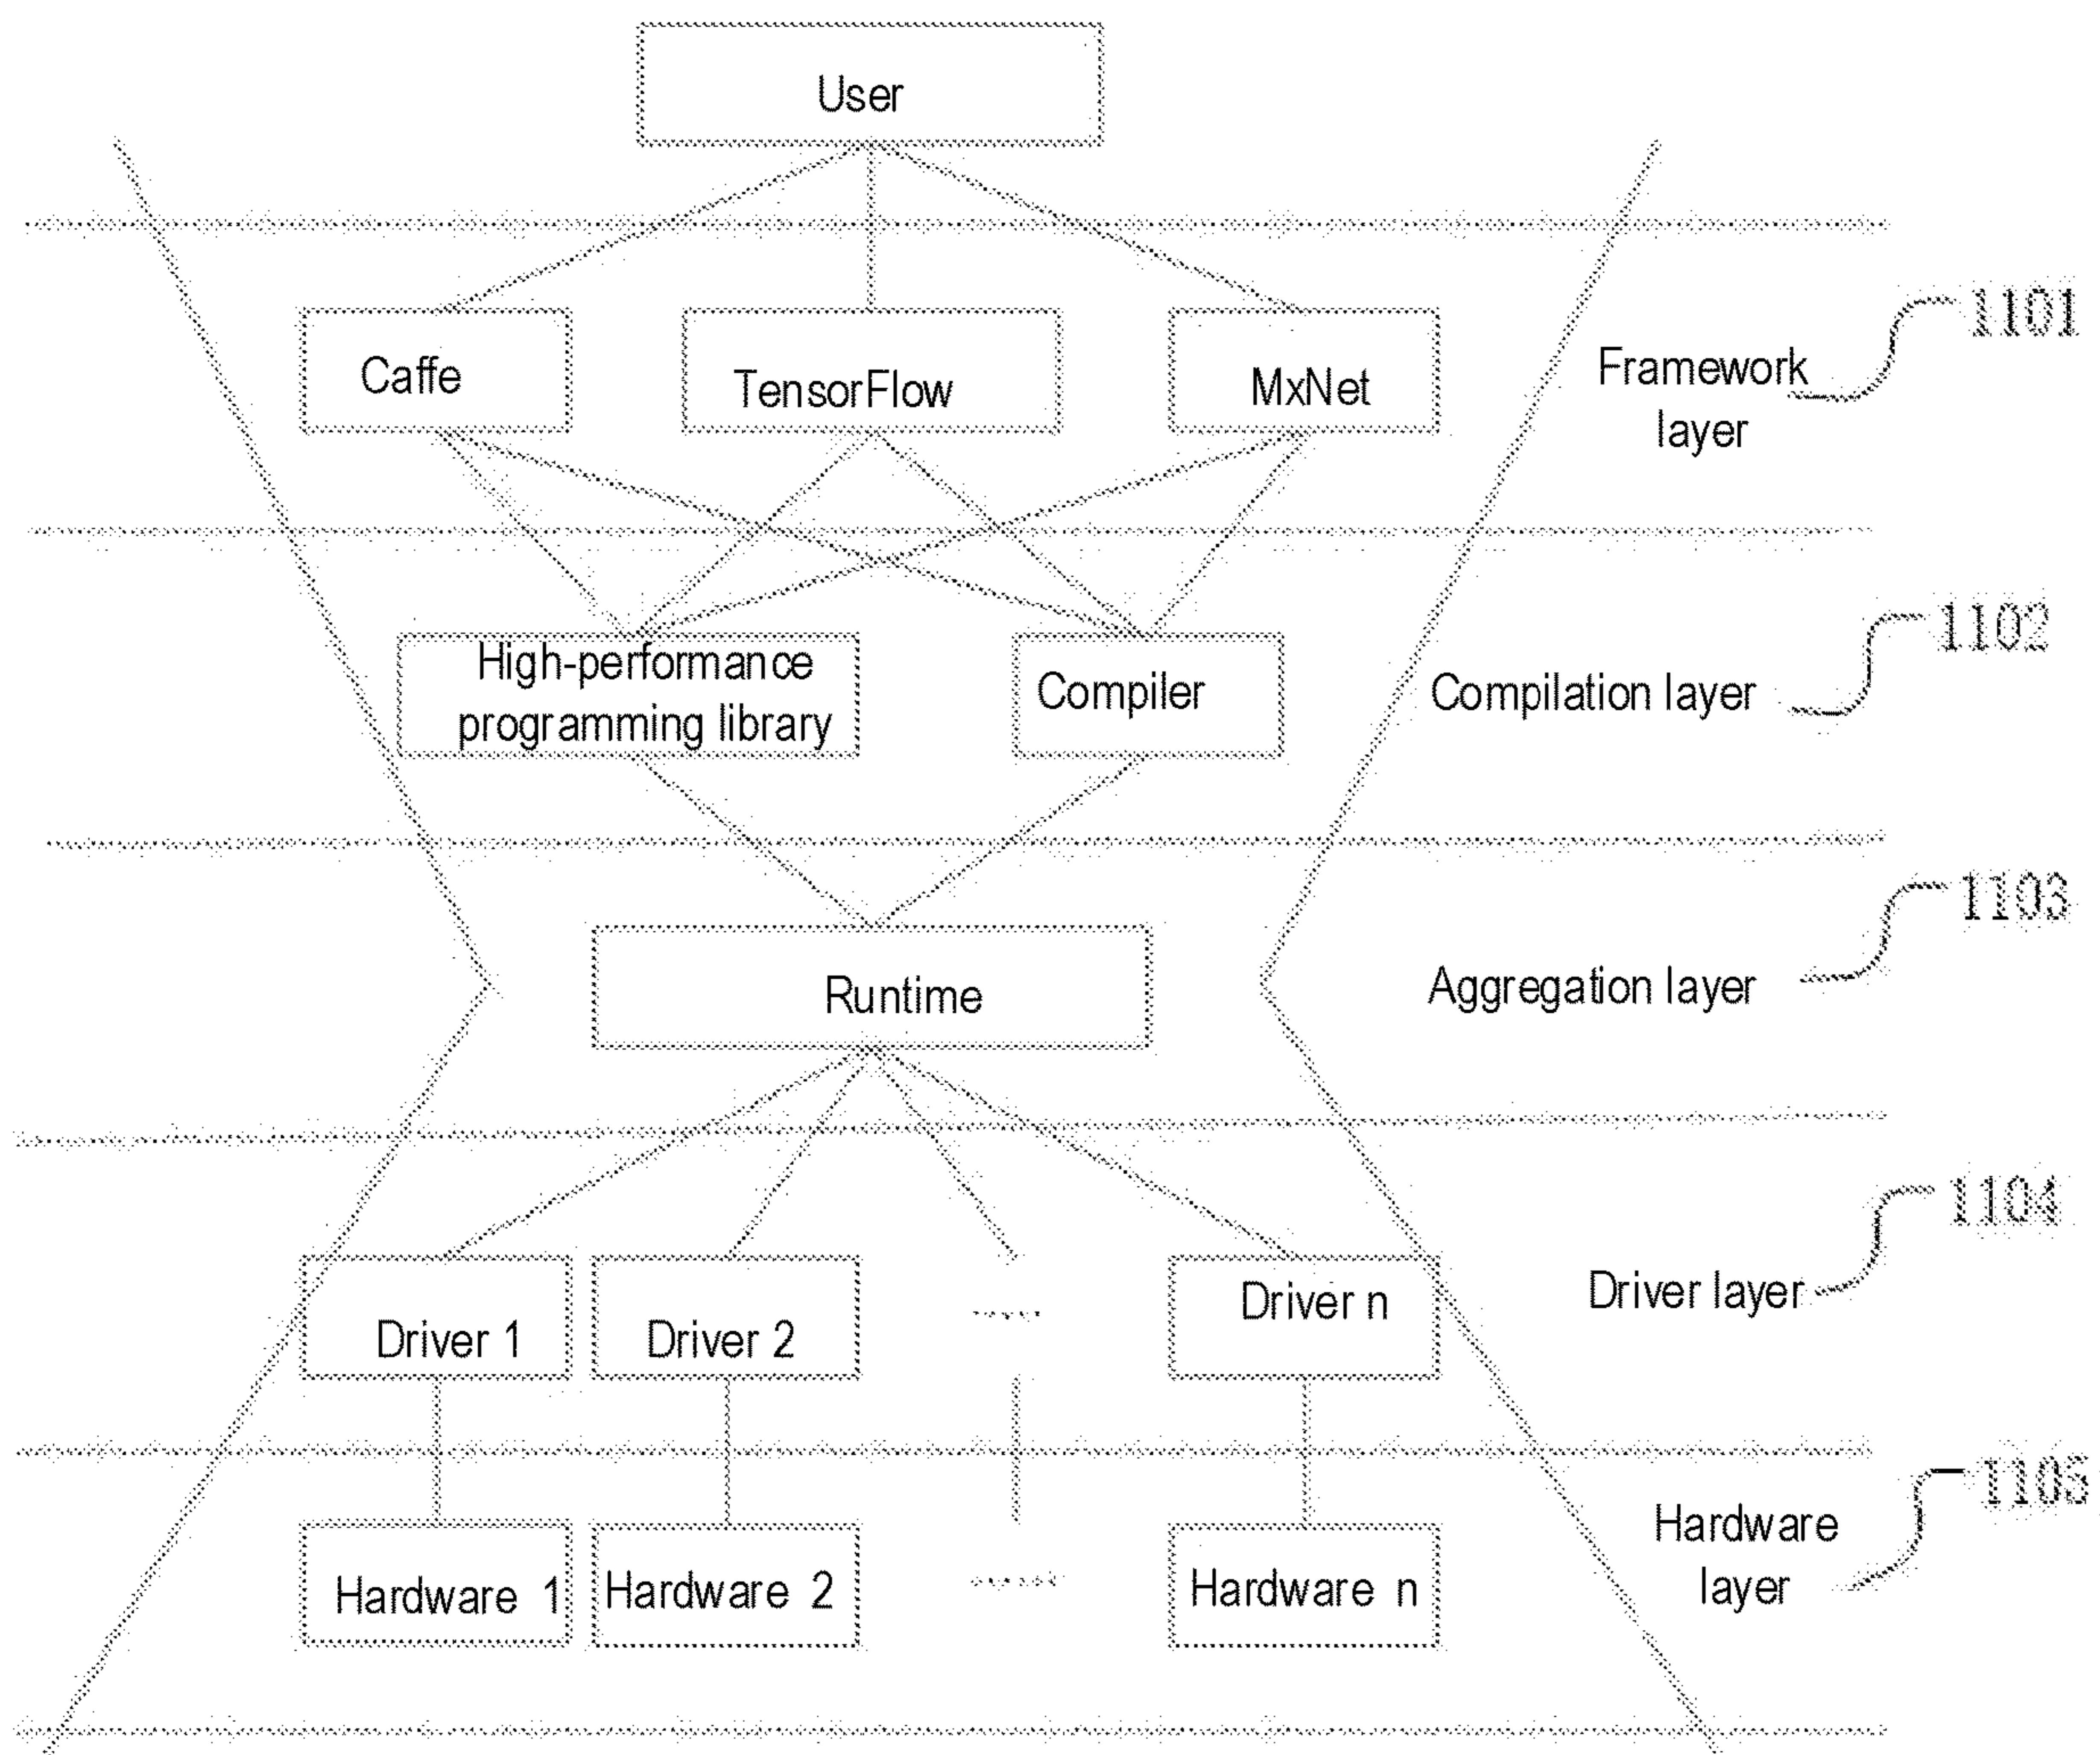 User
Caffe
TensorFlow
MxNet
Framework
layer
1101
High-performance
programming library
Compiler
Compilation layer
1102
Runtime
Aggregation layer
1103
Driver 1
Driver 2
Driver n
Driver layer
1104
Hardware 1
Hardware 2
Hardware n
Hardware
layer
1105